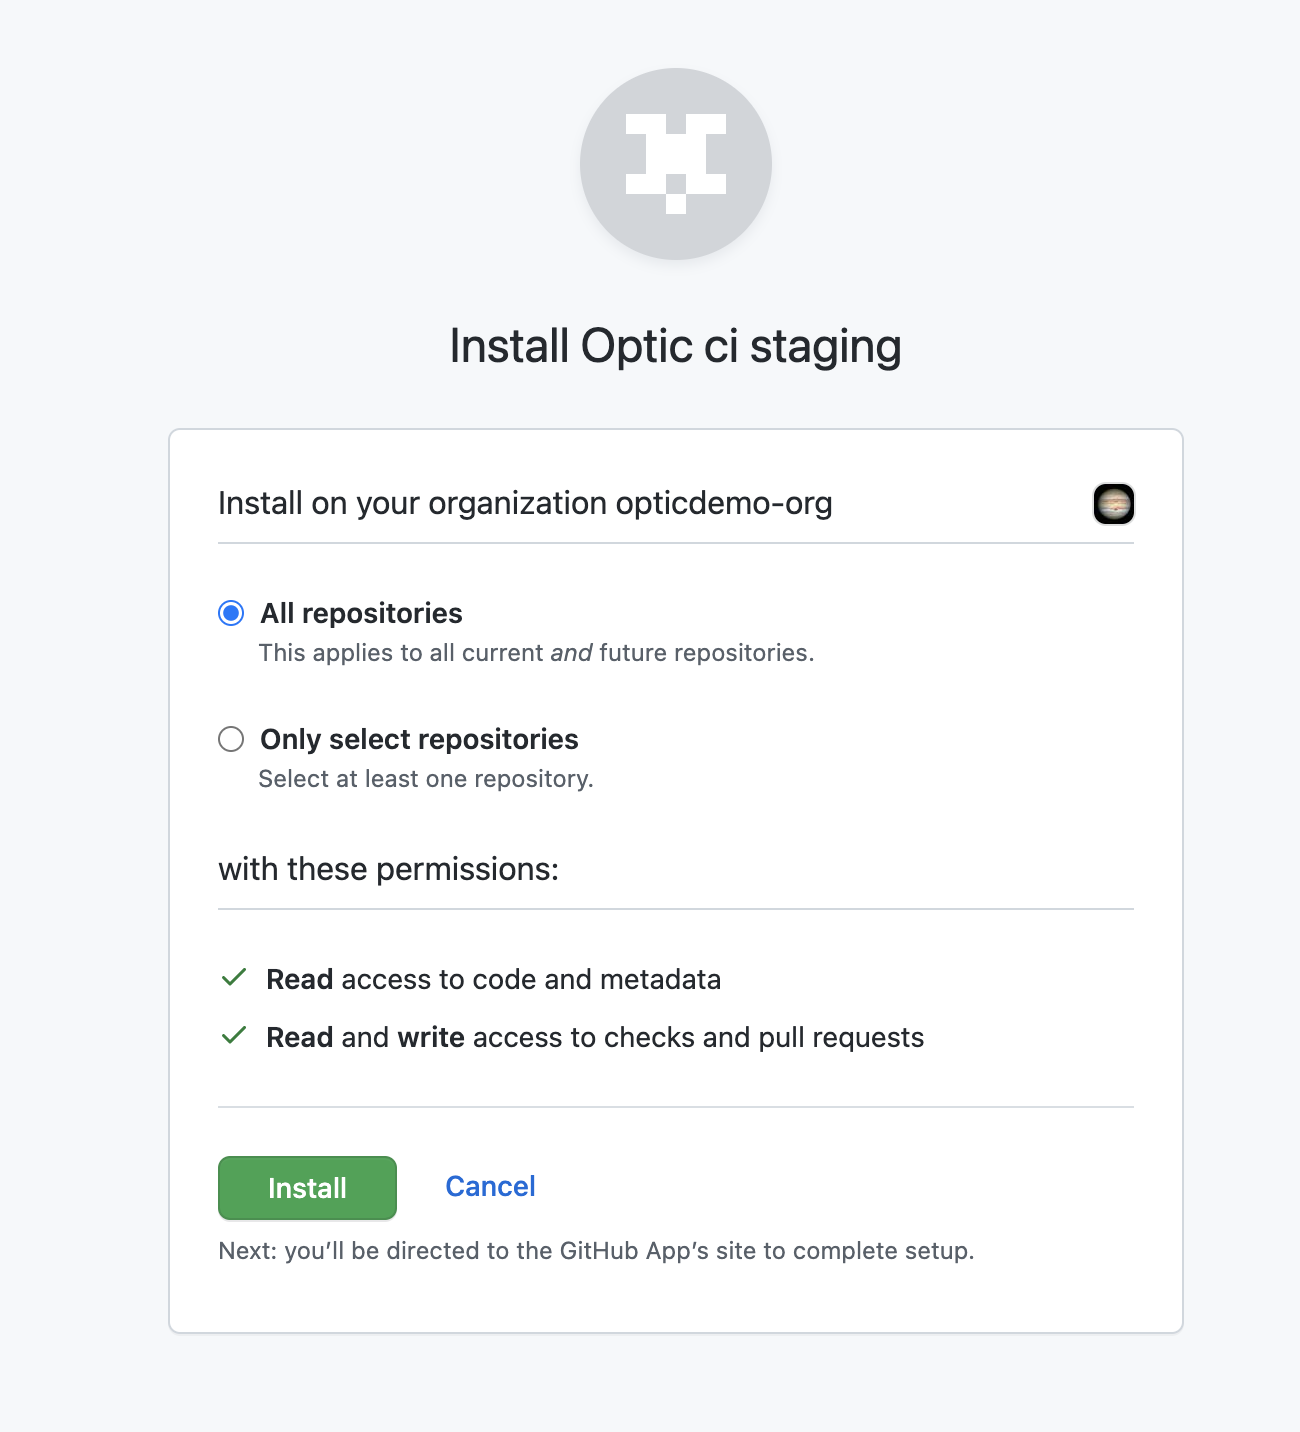 Install Optic ci staging
Install on your organization opticdemo-org
All repositories
This applies to all current and future repositories.
Only select repositories
Select at least one repository.
with these permissions:
Read access to code and metadata
Read and write access to checks and pull requests
Install
Cancel
Next: you’ll be directed to the GitHub App’s site to complete setup.